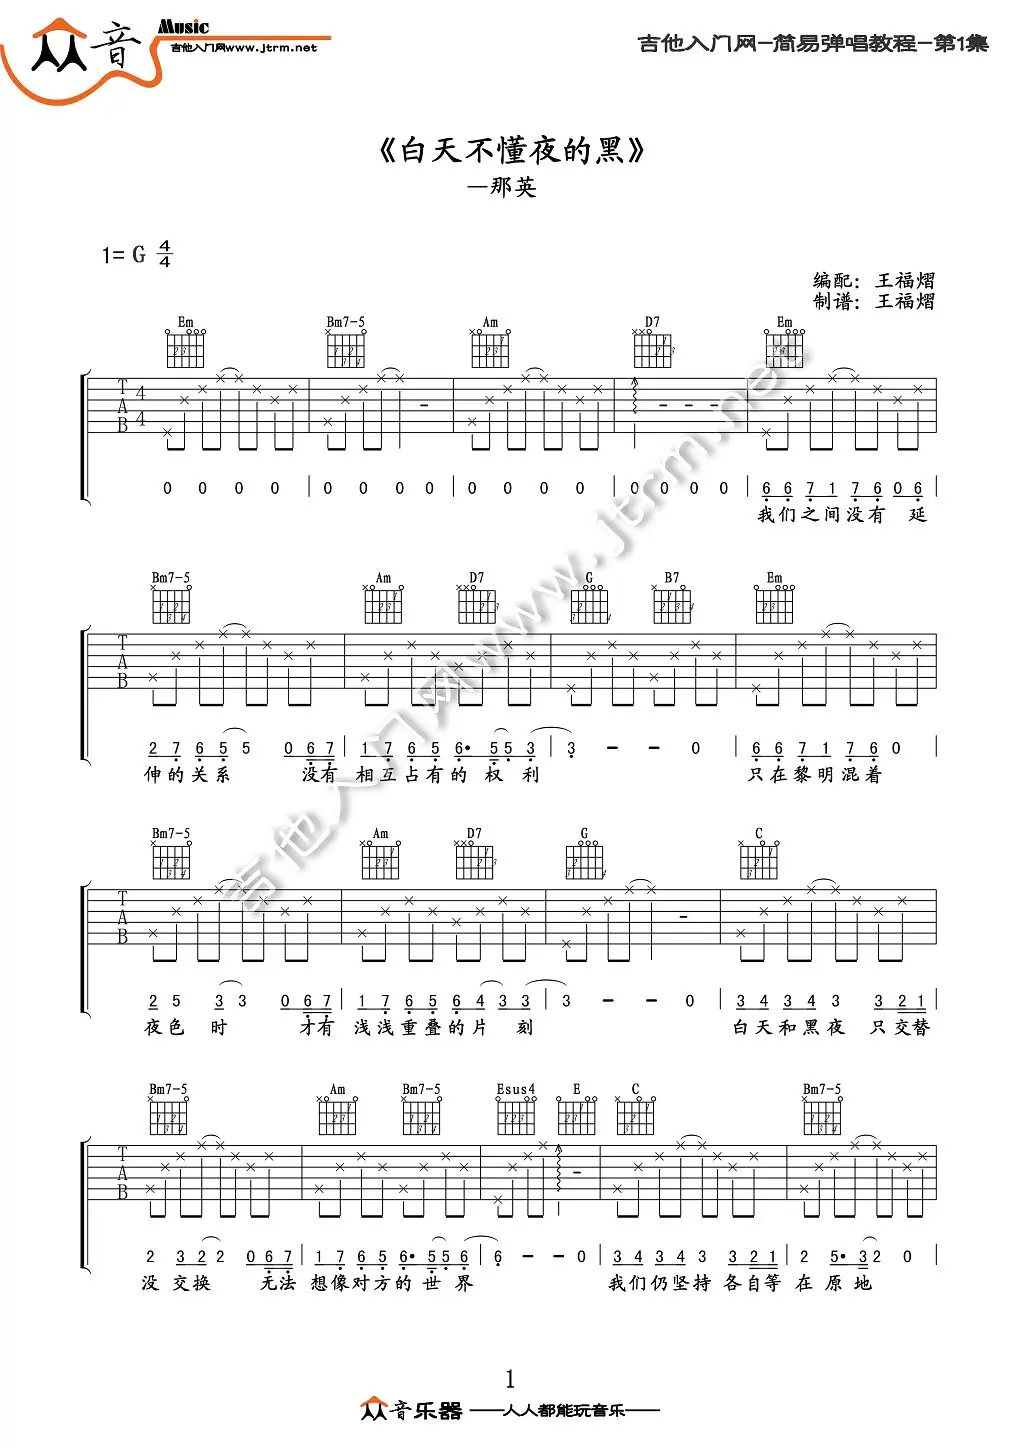 众音
Music
吉他入门网www.jtrm.net
吉他入门网-简易弹唱教程-第1集
《白天不懂夜的黑》
—那英
1= G 4/4
编配：王福熠
制谱：王福熠
Em Bm7-5 Am D7 Em
T A B 4/4
0 0 0 0 | 0 0 0 0 | 0 0 0 0 | 0 0 0 0 | 6 6 7 1 7 6 0 6 |
我们之间没有 延
Bm7-5 Am D7 G B7 Em
T A B
2 7 6 5 5 0 6 7 | 1 7 6 5 6· 5 5 3 | 3 - - 0 | 6 6 7 1 7 6 0 |
伸的关系 没有 相互占有的 权利 只在黎明混着
Bm7-5 Am D7 G C
T A B
2 5 3 3 0 6 7 | 1 7 6 5 6 4 3 3 | 3 - - 0 | 3 4 3 4 3 3 2 1 |
夜色 时 才有 浅浅重叠的片 刻 白天和黑夜 只交替
Bm7-5 Am Bm7-5 Esus4 E C Bm7-5
T A B
2 3 2 2 0 6 7 | 1 7 6 5 6· 5 5 6 | 6 - - 0 | 3 4 3 4 3 3 2 1 | 2 5· 3 2 0 |
没 交换 无法 想像对方的 世界 我们仍坚持 各自等 在 原 地
吉他入门网www.jtrm.net
1
众音乐器 ——人人都能玩音乐——